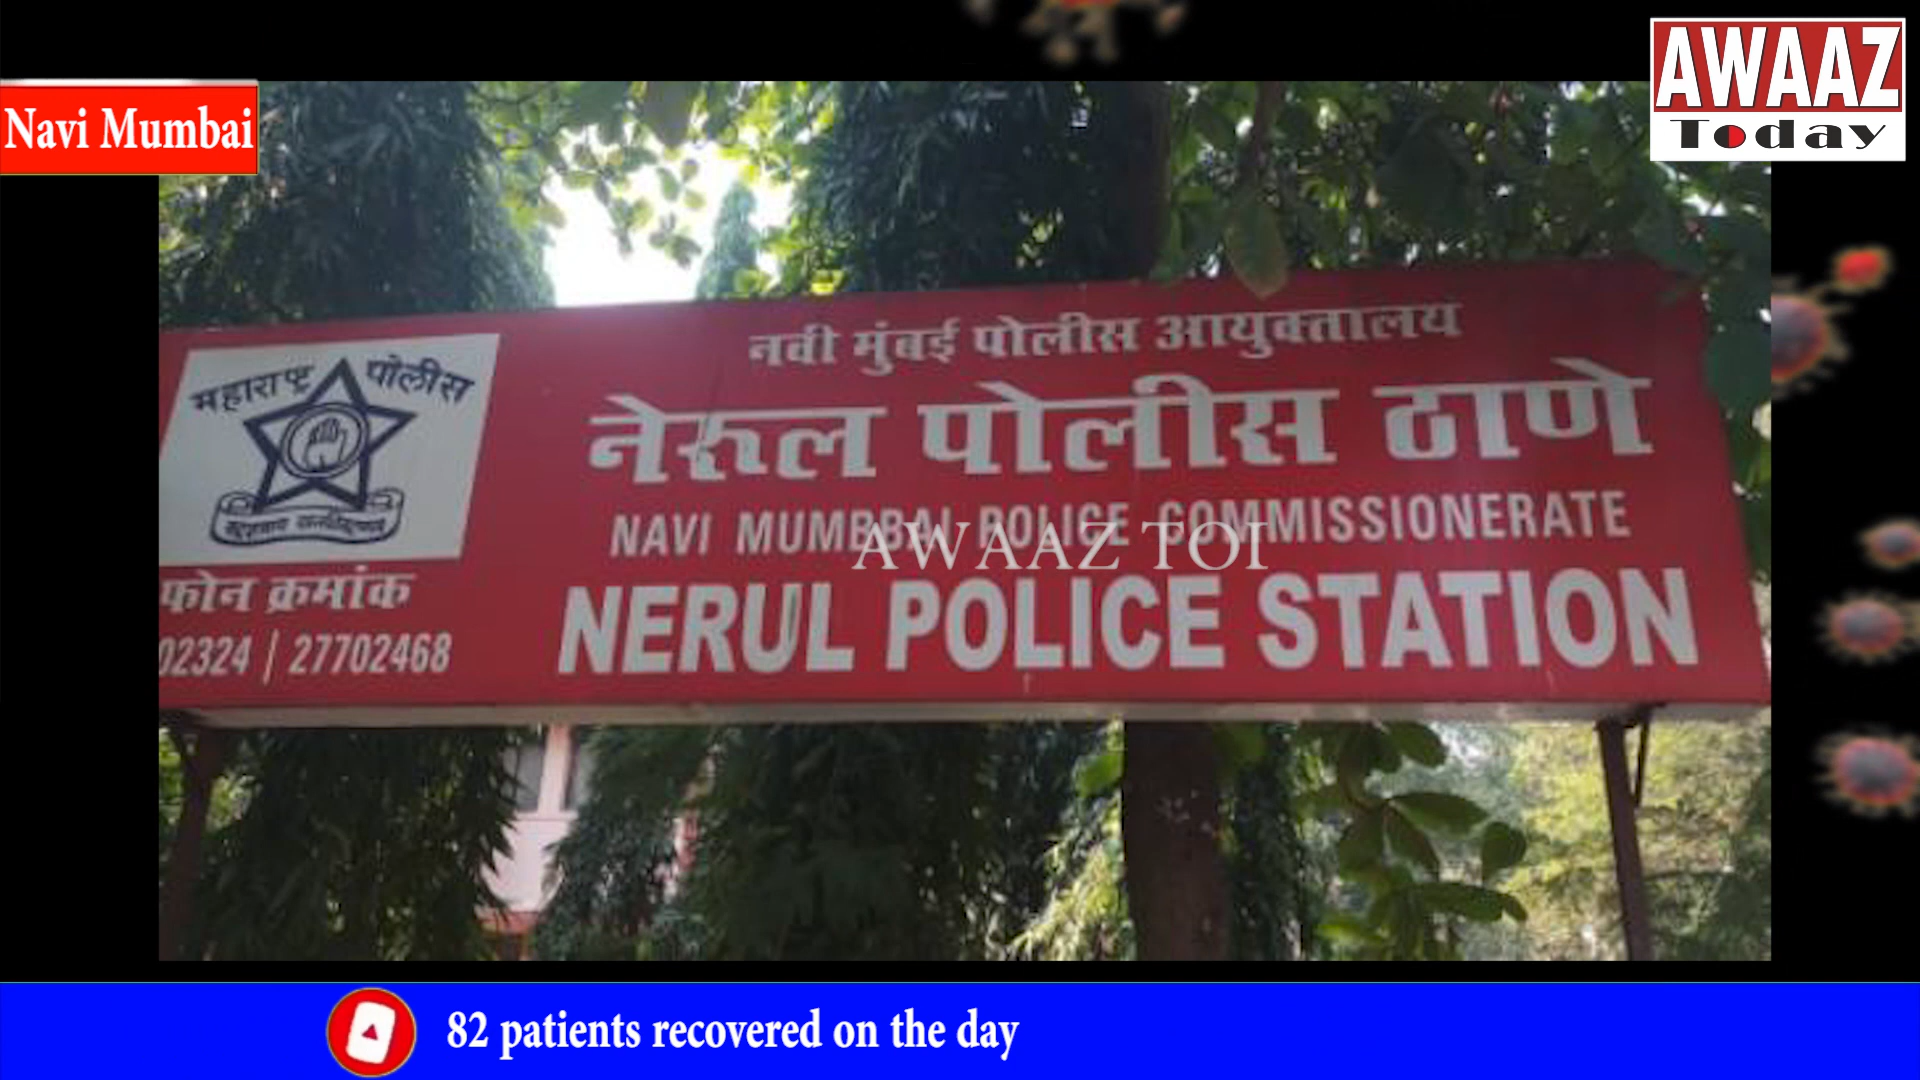 AWAAZ
Today
Navi Mumbai
नवी मुंबई पोलीस आयुक्तालय
नेरूल पोलीस ठाणे
NAVI MUMBBAI POLICE COMMISSIONERATE
AWAAZ TOI
NERUL POLICE STATION
महाराष्ट्र पोलीस
फोन क्रमांक
02324 / 27702468
82 patients recovered on the day